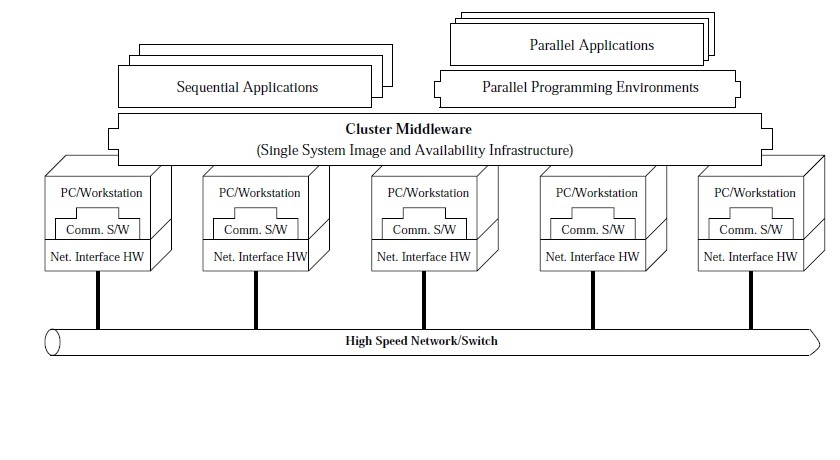 Parallel Applications
Sequential Applications
Parallel Programming Environments
Cluster Middleware
(Single System Image and Availability Infrastructure)
PC/Workstation
PC/Workstation
PC/Workstation
PC/Workstation
PC/Workstation
Comm. S/W
Comm. S/W
Comm. S/W
Comm. S/W
Comm. S/W
Net. Interface HW
Net. Interface HW
Net. Interface HW
Net. Interface HW
Net. Interface HW
High Speed Network/Switch